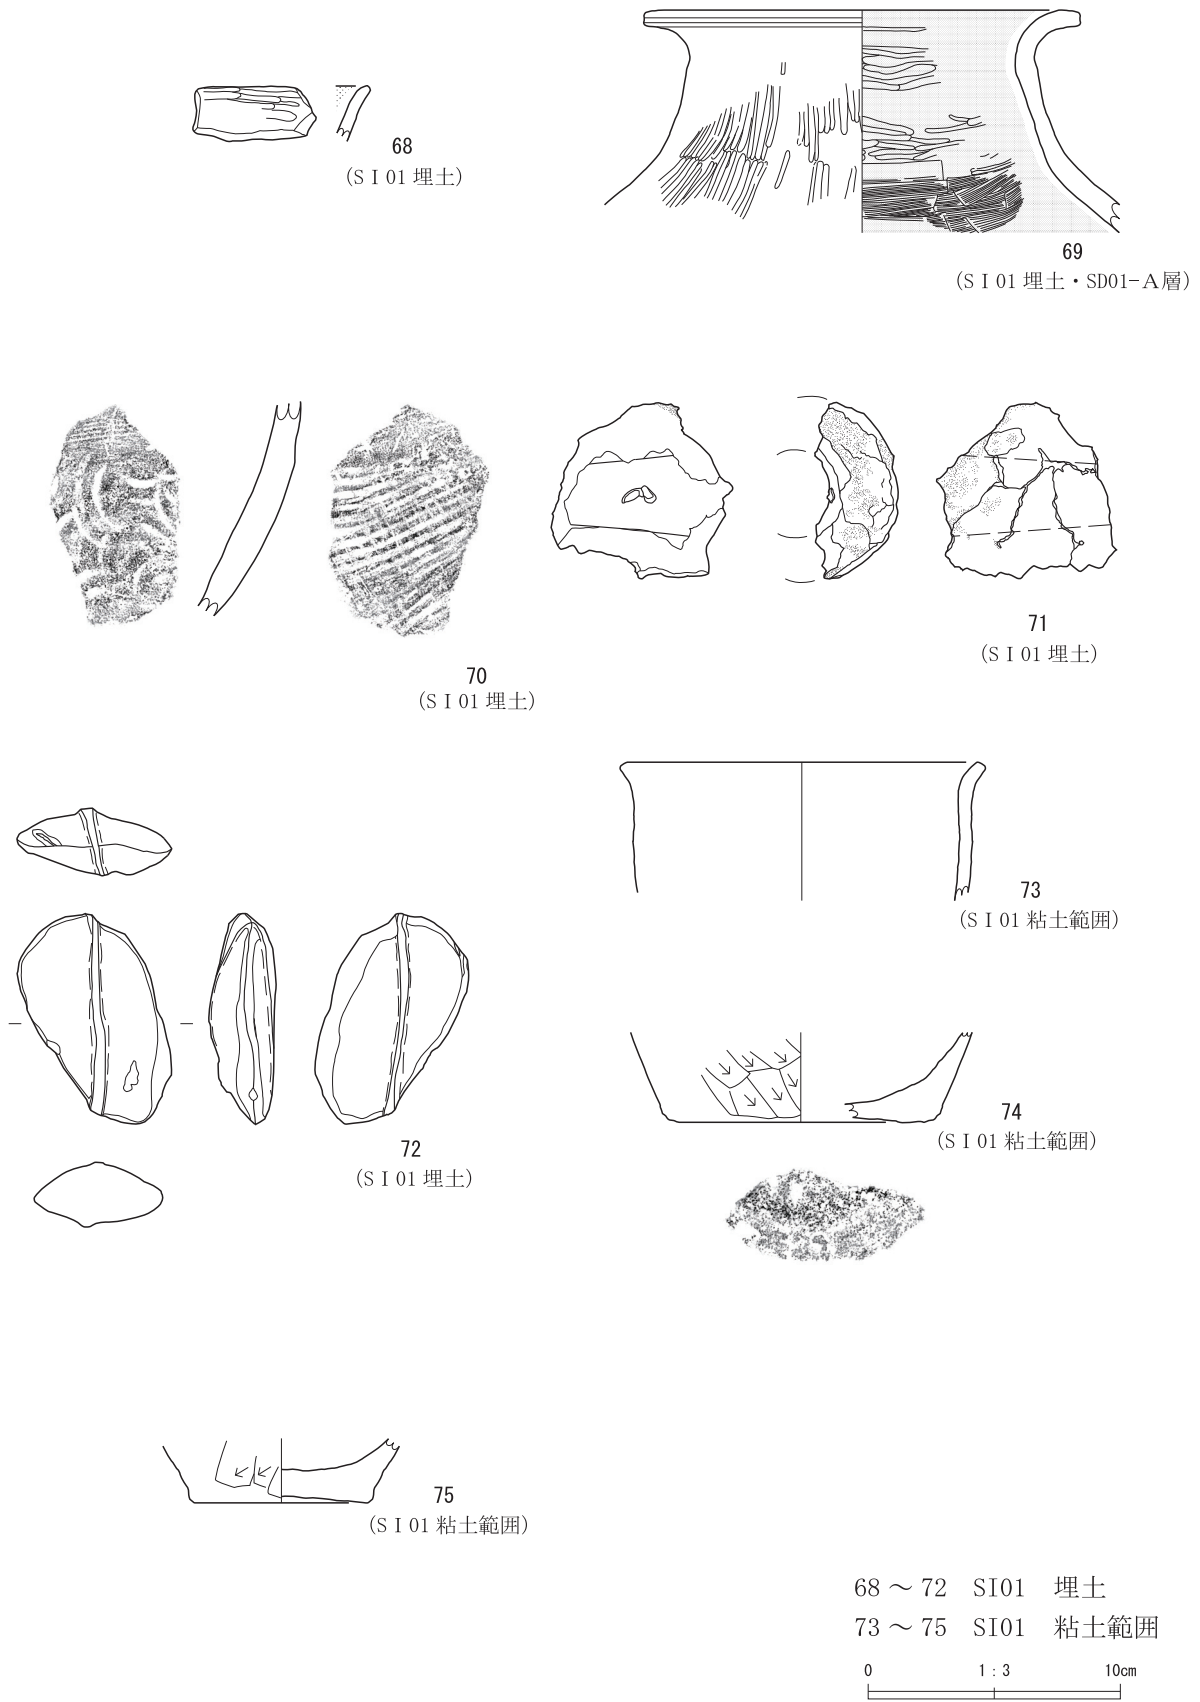 68
(SI01 埋土)
69
(SI01 埋土・SD01-A層)
70
(SI01 埋土)
71
(SI01 埋土)
72
(SI01 埋土)
73
(SI01 粘土範囲)
74
(SI01 粘土範囲)
75
(SI01 粘土範囲)
68 ～ 72 SI01 埋土
73 ～ 75 SI01 粘土範囲
0 1 : 3 10cm